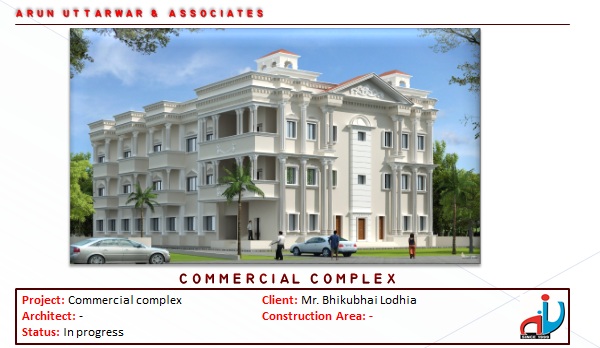 ARUN UTTARWAR & ASSOCIATES
COMMERCIAL COMPLEX
Project: Commercial complex
Client: Mr. Bhikubhai Lodhia
Architect: -
Construction Area: -
Status: In progress